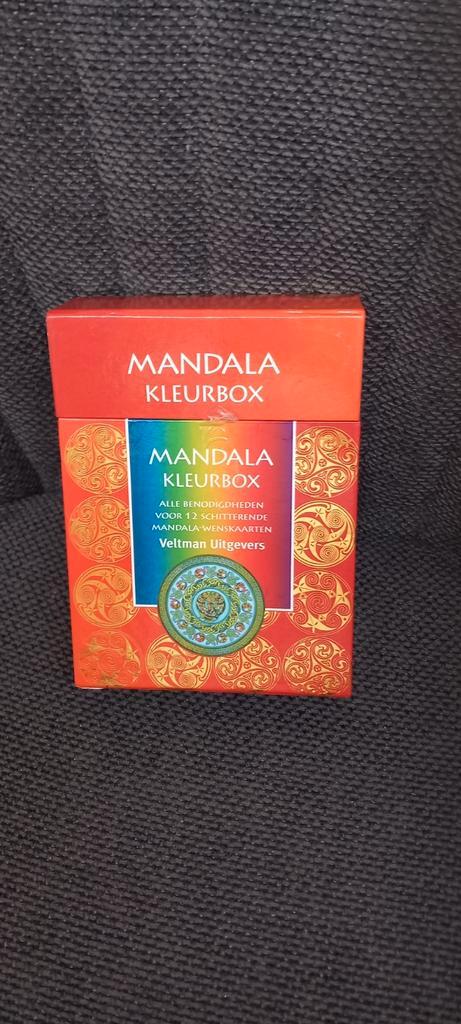 MANDALA
KLEURBOX
MANDALA
KLEURBOX
ALLE BENODIGDHEDEN
VOOR 12 SCHITTERENDE
MANDALA-WENSKAARTEN
Veltman Uitgevers